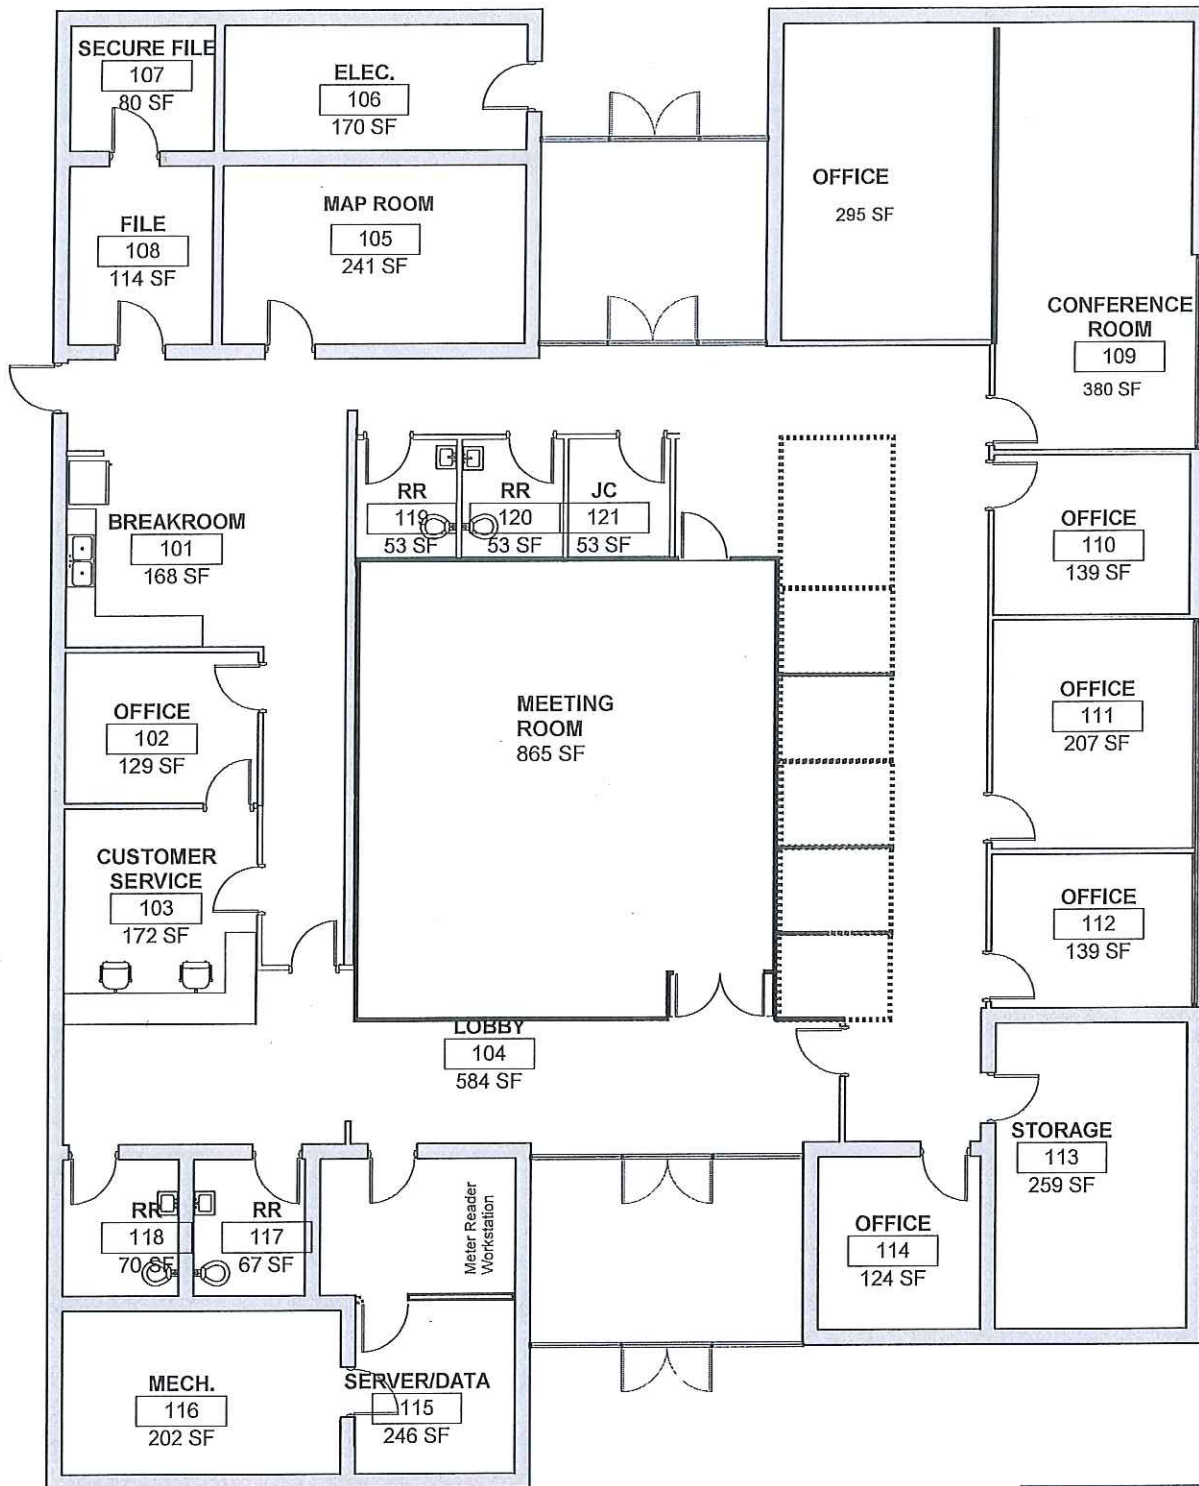 SECURE FILE
107
80 SF
ELEC.
106
170 SF
OFFICE
295 SF
FILE
108
114 SF
MAP ROOM
105
241 SF
CONFERENCE
ROOM
109
380 SF
BREAKROOM
101
168 SF
RR
119
53 SF
RR
120
53 SF
JC
121
53 SF
OFFICE
110
139 SF
OFFICE
102
129 SF
MEETING
ROOM
865 SF
OFFICE
111
207 SF
CUSTOMER
SERVICE
103
172 SF
OFFICE
112
139 SF
LOBBY
104
584 SF
STORAGE
113
259 SF
RR
118
70 SF
RR
117
67 SF
Meter Reader
Workstation
OFFICE
114
124 SF
MECH.
116
202 SF
SERVER/DATA
115
246 SF